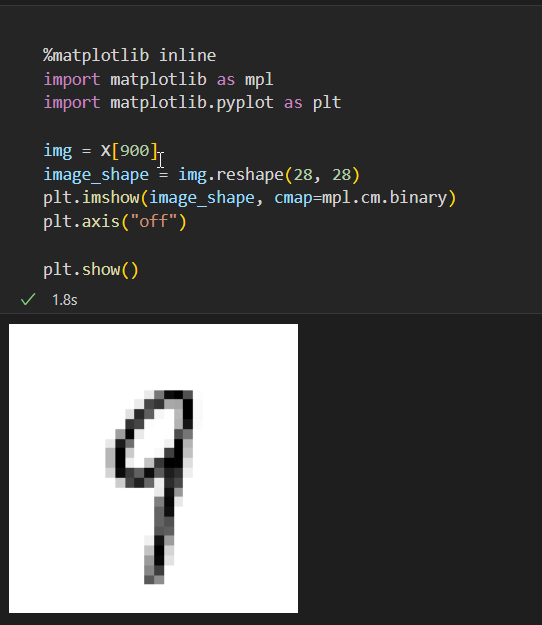 %matplotlib inline
import matplotlib as mpl
import matplotlib.pyplot as plt
img = X[900]
image_shape = img.reshape(28, 28)
plt.imshow(image_shape, cmap=mpl.cm.binary)
plt.axis("off")
plt.show()
1.8s
9